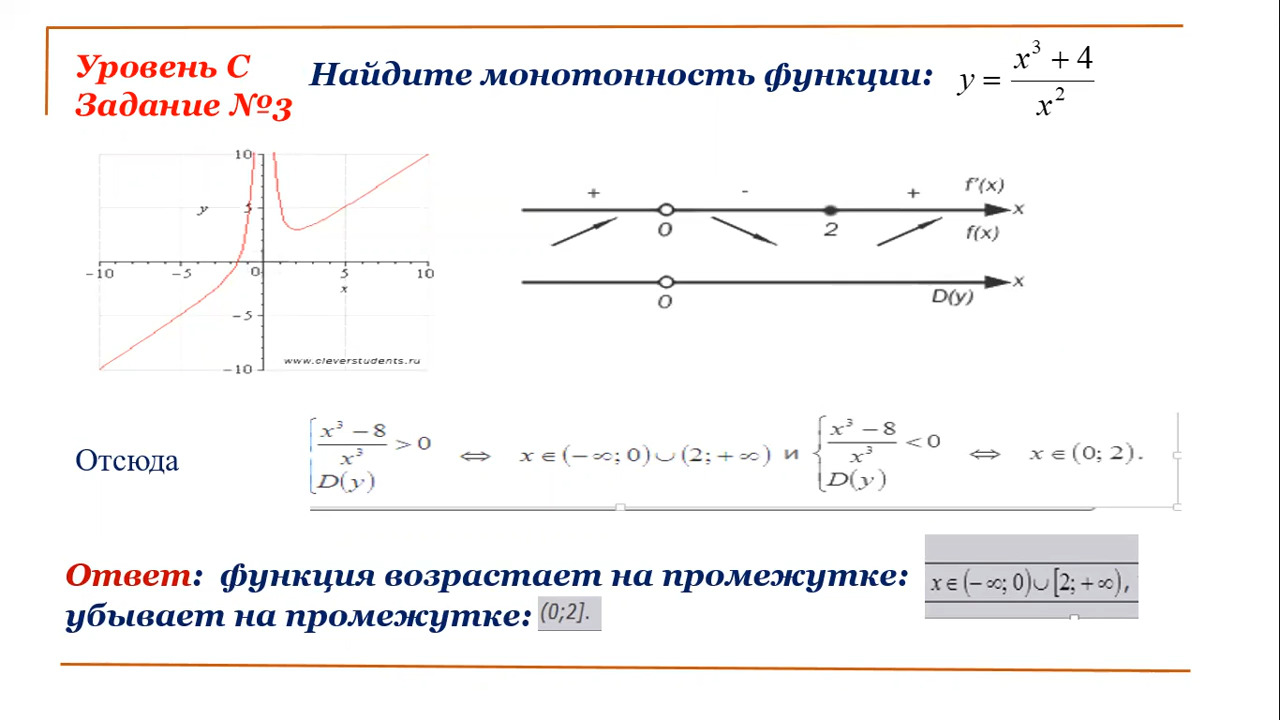 Уровень С
Задание №3
Найдите монотонность функции: y = (x³ + 4)/x²
10
y
5
-10 -5 0 5 10
x
-5
www.cleverstudents.ru
-10
+ - + f'(x)
x
0 2 f(x)
x
0 D(y)
Отсюда
{ (x³ − 8)/x³ > 0 D(y) ⇔ x ∈ (−∞; 0) ∪ (2; +∞) и { (x³ − 8)/x³ < 0 D(y) ⇔ x ∈ (0; 2).
Ответ: функция возрастает на промежутке: x ∈ (−∞; 0) ∪ [2; +∞),
убывает на промежутке: (0;2].